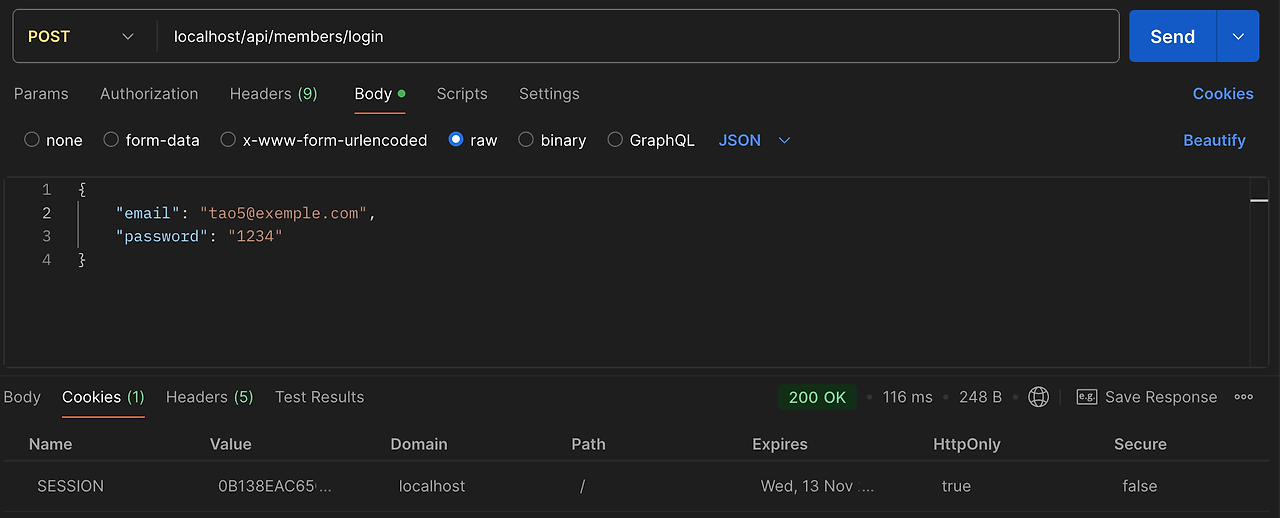 POST localhost/api/members/login Send
Params Authorization Headers (9) Body Scripts Settings Cookies
none form-data x-www-form-urlencoded raw binary GraphQL JSON Beautify
1 {
2 "email": "tao5@exemple.com",
3 "password": "1234"
4 }
Body Cookies (1) Headers (5) Test Results 200 OK 116 ms 248 B e.g. Save Response
Name Value Domain Path Expires HttpOnly Secure
SESSION 0B138EAC65... localhost / Wed, 13 Nov ... true false